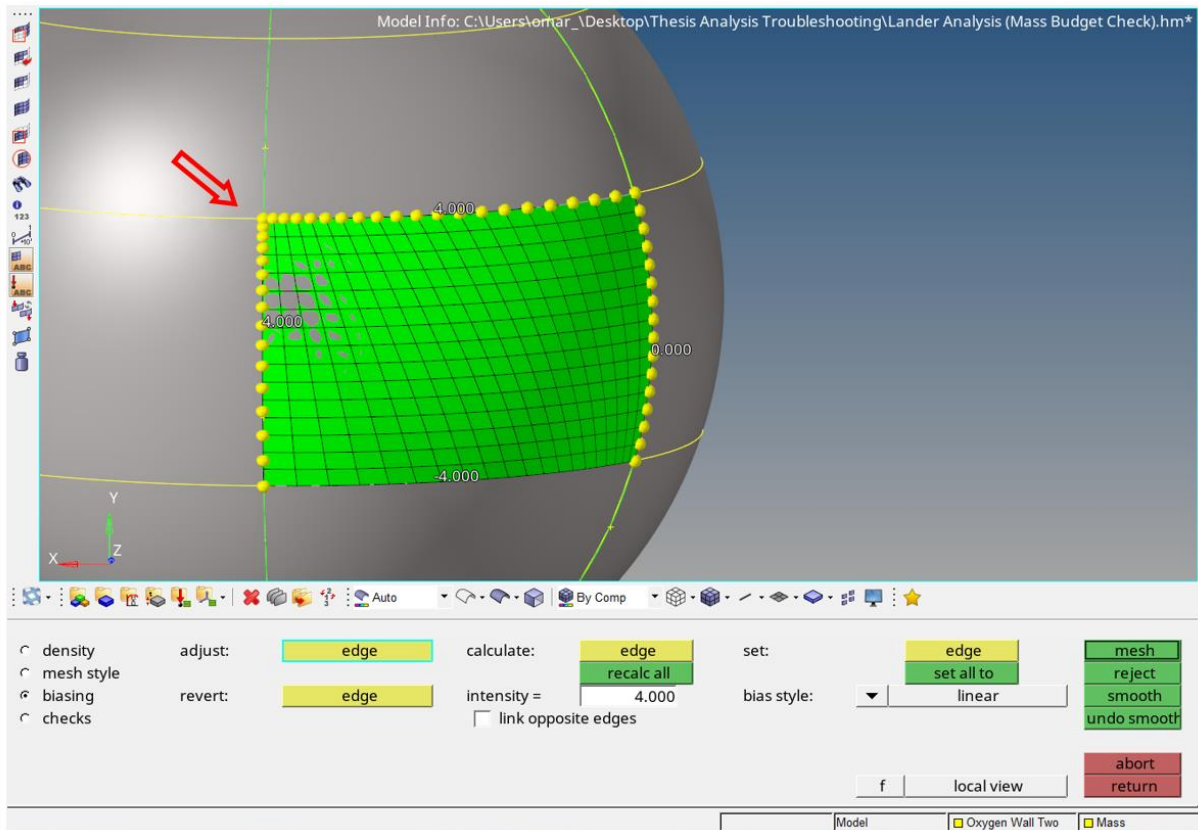 Model Info: C:\Users\omar_\Desktop\Thesis Analysis Troubleshooting\Lander Analysis (Mass Budget Check).hm*
123
ABC
ABC
4.000
4.000
0.000
-4.000
Y
X
Z
Auto
By Comp
density
adjust:
edge
calculate:
edge
set:
edge
mesh
mesh style
recalc all
set all to
reject
biasing
revert:
edge
intensity =
4.000
bias style:
linear
smooth
checks
link opposite edges
undo smooth
abort
f
local view
return
Model
Oxygen Wall Two
Mass